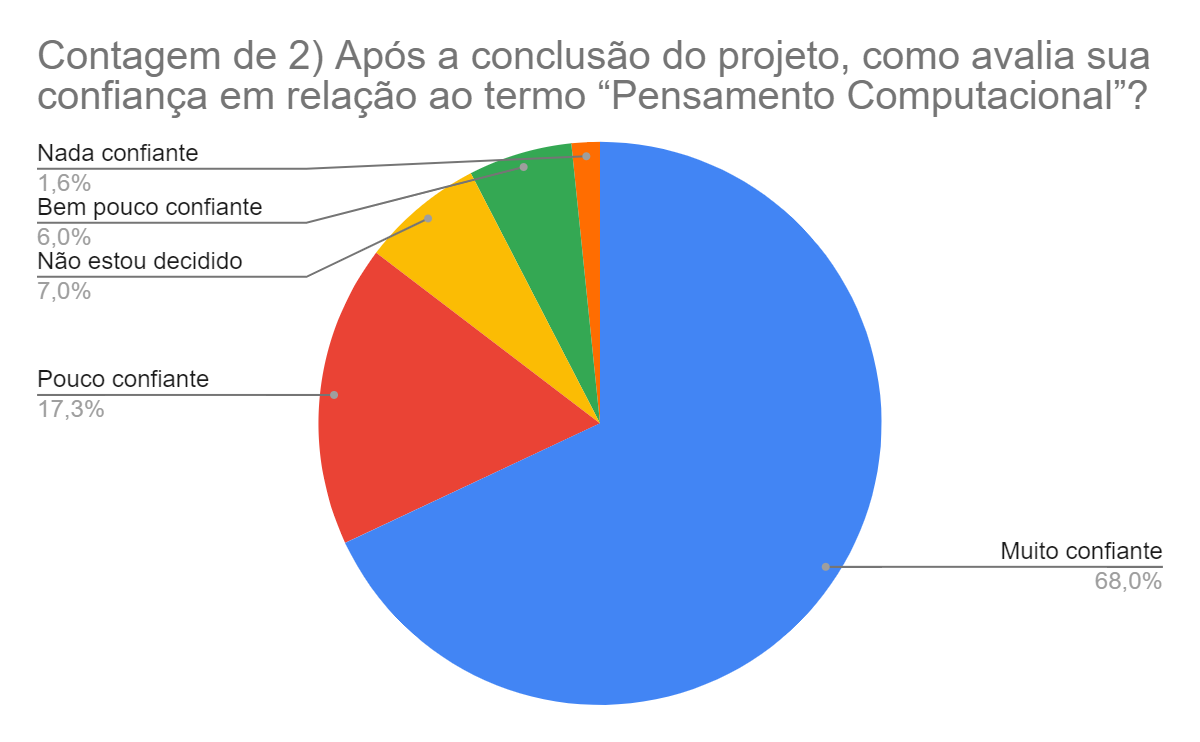 Contagem de 2) Após a conclusão do projeto, como avalia sua
confiança em relação ao termo “Pensamento Computacional”?
Nada confiante
1,6%
Bem pouco confiante
6,0%
Não estou decidido
7,0%
Pouco confiante
17,3%
Muito confiante
68,0%